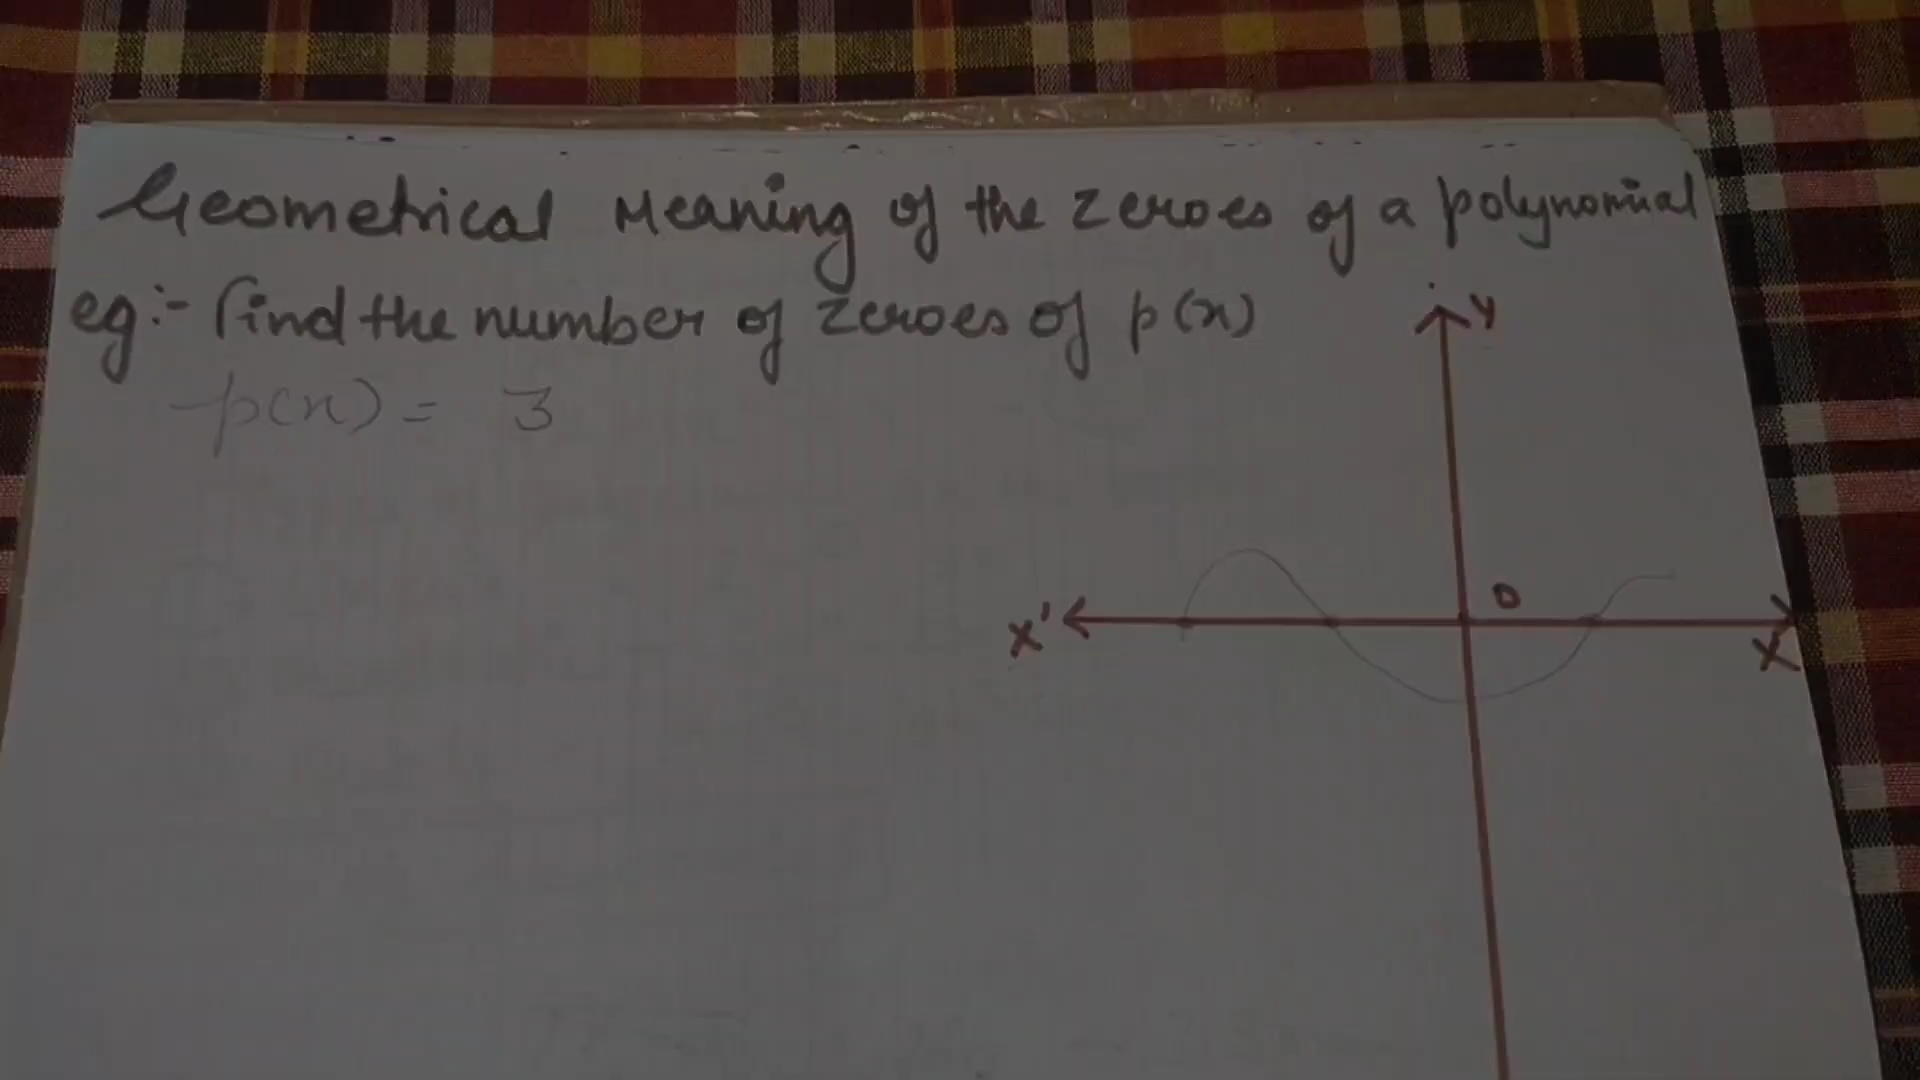 Geometrical Meaning of the zeroes of a polynomial
eg:- find the number of zeroes of p(x)
p(x) = 3
Y
O
X'
X